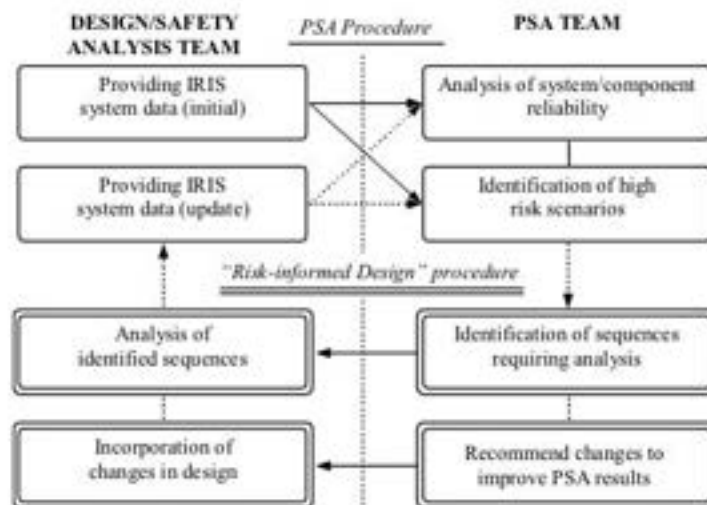 DESIGN/SAFETY
ANALYSIS TEAM
PSA Procedure
PSA TEAM
Providing IRIS
system data (initial)
Analysis of system/component
reliability
Providing IRIS
system data (update)
Identification of high
risk scenarios
"Risk-informed Design" procedure
Analysis of
identified sequences
Identification of sequences
requiring analysis
Incorporation of
changes in design
Recommend changes to
improve PSA results